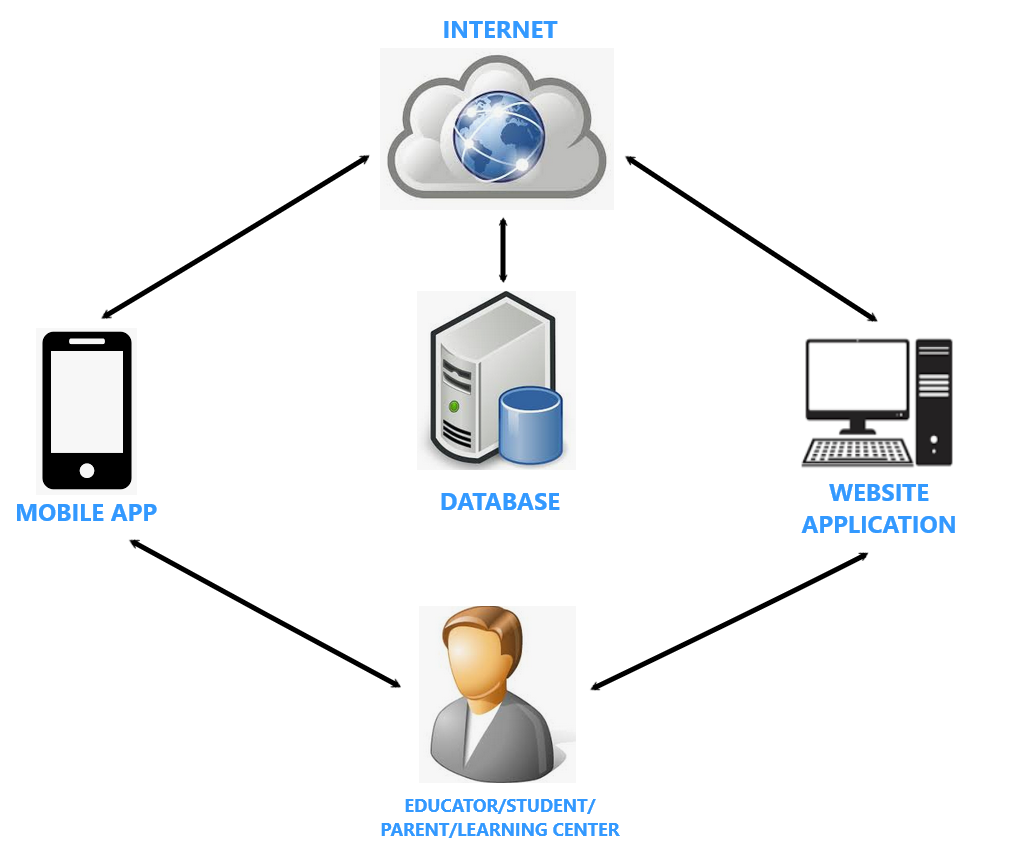 INTERNET
MOBILE APP
DATABASE
WEBSITE
APPLICATION
EDUCATOR/STUDENT/
PARENT/LEARNING CENTER